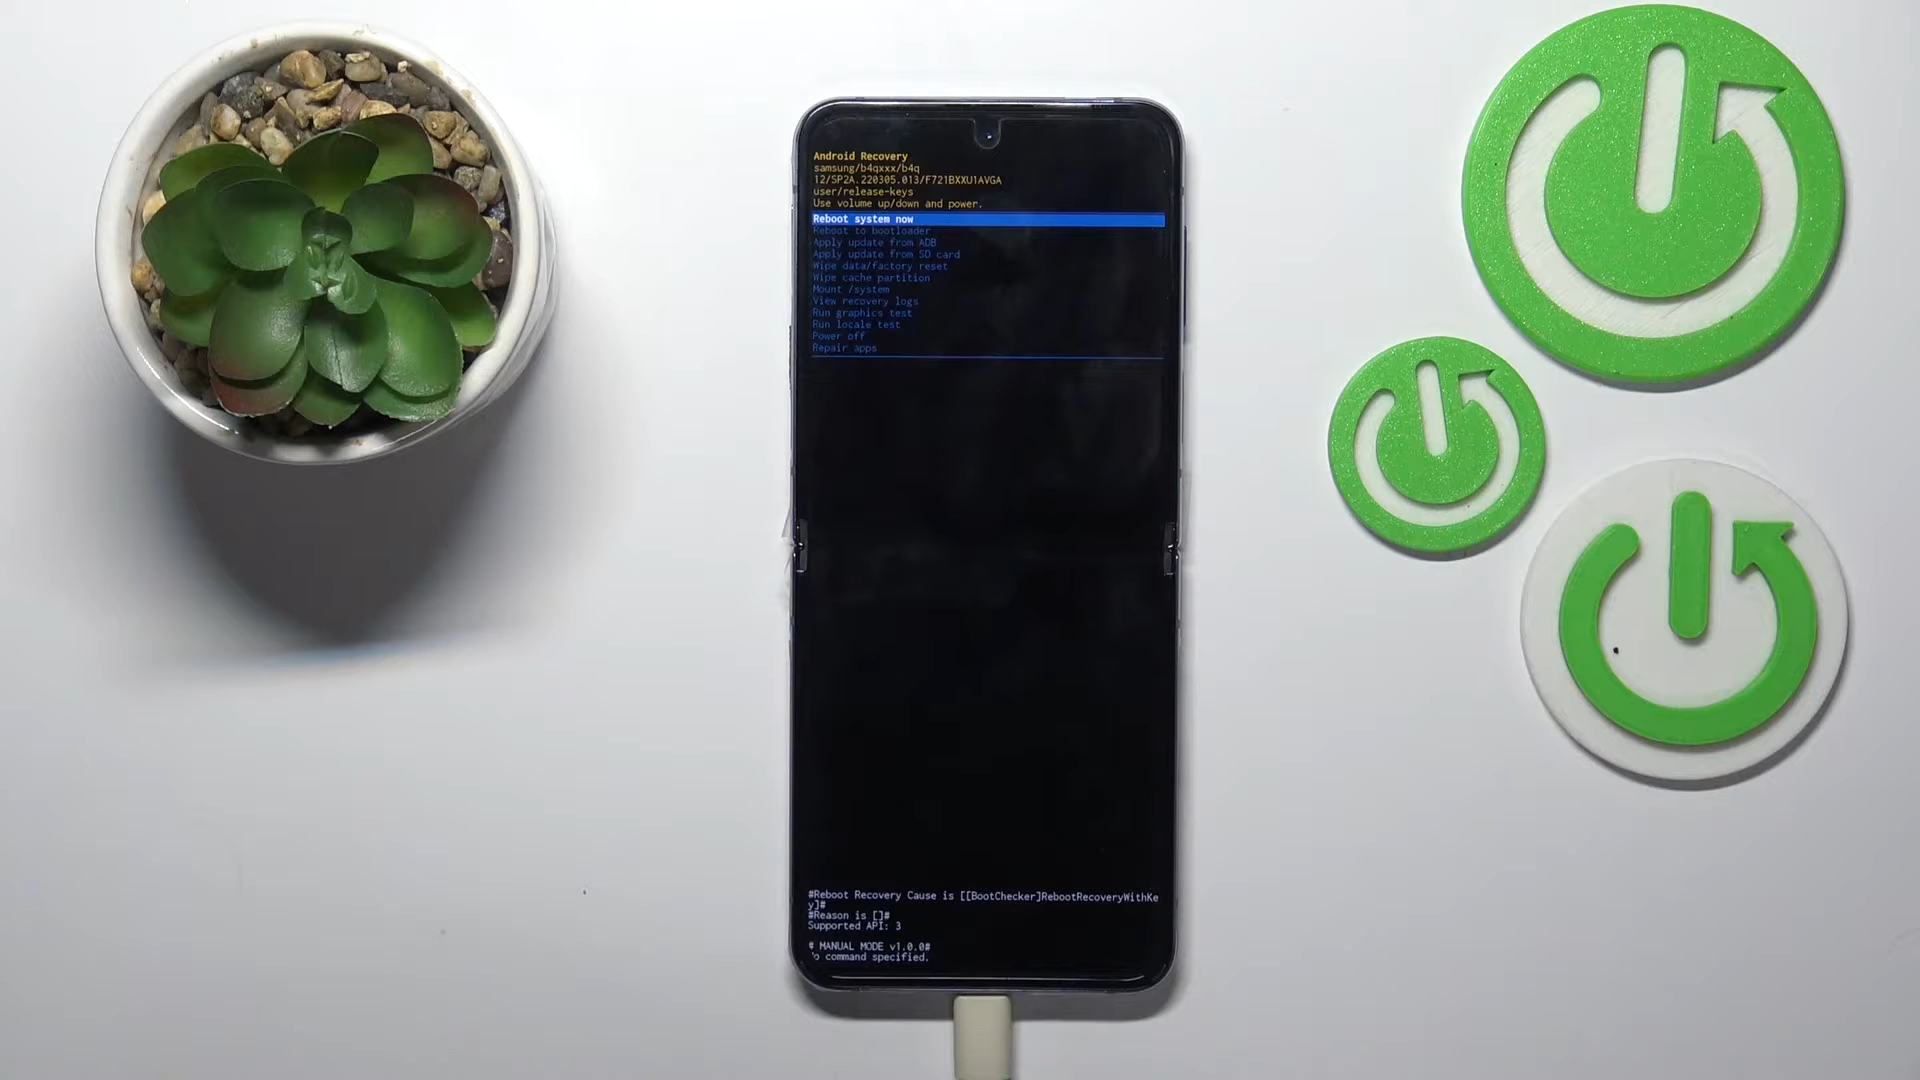 Android Recovery
samsung/b4qxxx/b4q
12/SP2A.220305.013/F721BXXU1AVGA
user/release-keys
Use volume up/down and power.
Reboot system now
Reboot to bootloader
Apply update from ADB
Apply update from SD card
Wipe data/factory reset
Wipe cache partition
Mount /system
View recovery logs
Run graphics test
Run locale test
Power off
Repair apps
#Reboot Recovery Cause is [[BootChecker]RebootRecoveryWithKe
y]#
#Reason is []#
Supported API: 3
# MANUAL MODE v1.0.0#
o command specified.